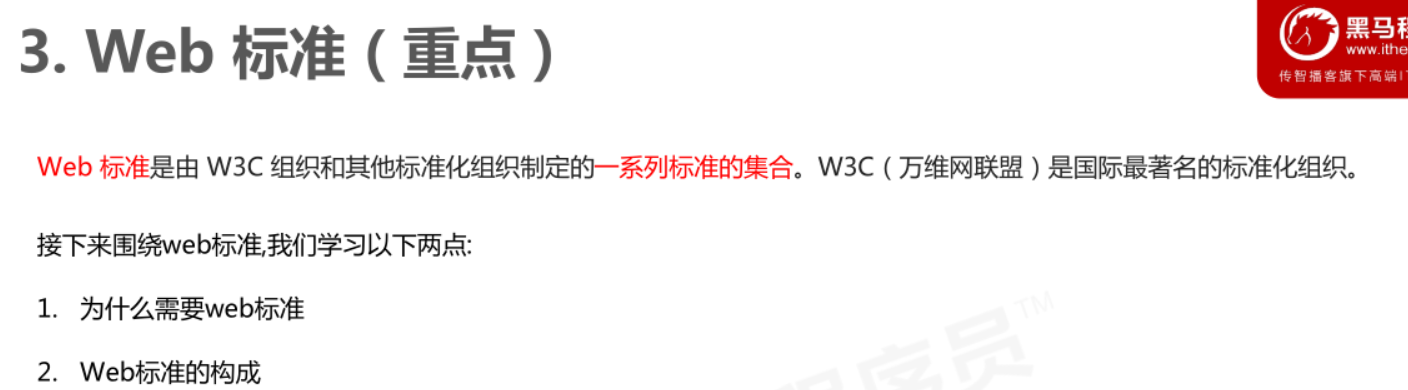 3. Web 标准（重点）
黑马程
www.ithe
传智播客旗下高端I
Web 标准是由 W3C 组织和其他标准化组织制定的一系列标准的集合。W3C（万维网联盟）是国际最著名的标准化组织。
接下来围绕web标准,我们学习以下两点:
1. 为什么需要web标准
2. Web标准的构成
程序员™